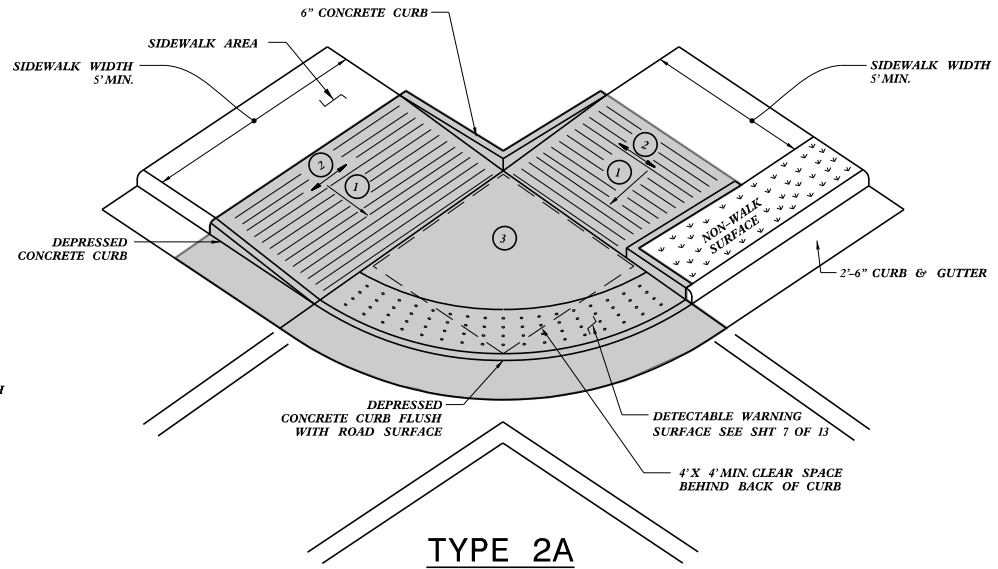 6" CONCRETE CURB
SIDEWALK AREA
SIDEWALK WIDTH
5' MIN.
SIDEWALK WIDTH
5' MIN.
2
1
2
1
3
NON-WALK
SURFACE
DEPRESSED
CONCRETE CURB
2'-6" CURB & GUTTER
H
DEPRESSED
CONCRETE CURB FLUSH
WITH ROAD SURFACE
DETECTABLE WARNING
SURFACE SEE SHT 7 OF 13
4' X 4' MIN. CLEAR SPACE
BEHIND BACK OF CURB
TYPE 2A